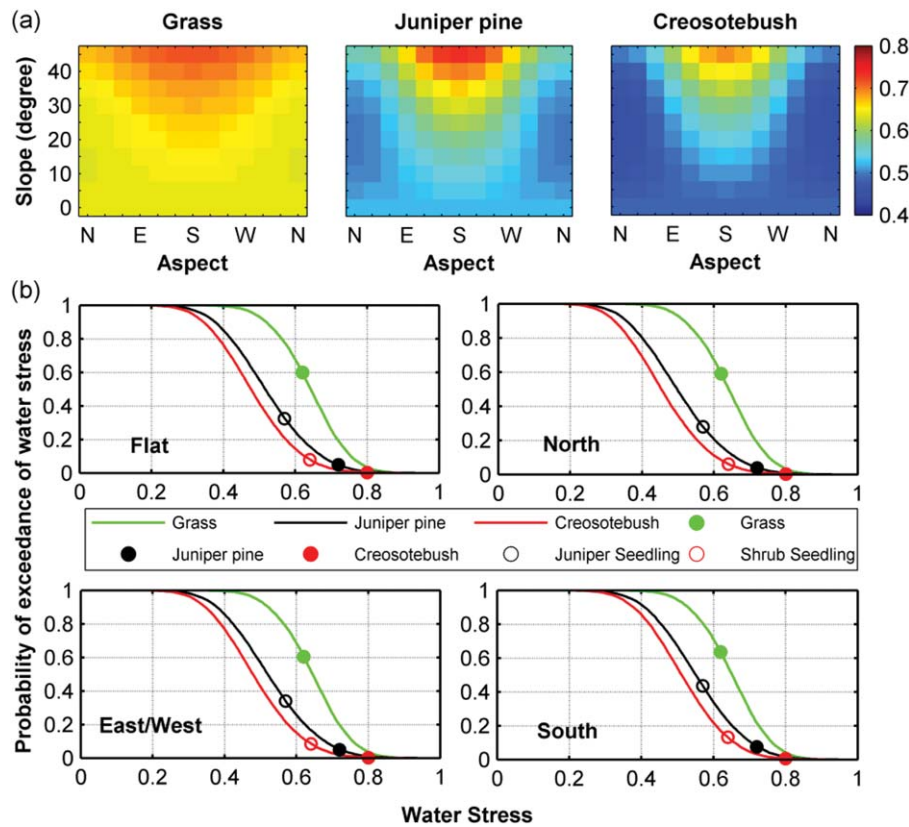 (a)
Grass
Juniper pine
Creosotebush
Slope (degree)
40
30
20
10
0
N E S W N
N E S W N
N E S W N
Aspect
Aspect
Aspect
0.8
0.7
0.6
0.5
0.4
(b)
Probability of exceedance of water stress
1
0.8
0.6
0.4
0.2
0
Flat
0 0.2 0.4 0.6 0.8 1
1
0.8
0.6
0.4
0.2
0
North
0 0.2 0.4 0.6 0.8 1
Grass Juniper pine Creosotebush Grass
Juniper pine Creosotebush Juniper Seedling Shrub Seedling
1
0.8
0.6
0.4
0.2
0
East/West
0 0.2 0.4 0.6 0.8 1
1
0.8
0.6
0.4
0.2
0
South
0 0.2 0.4 0.6 0.8 1
Water Stress